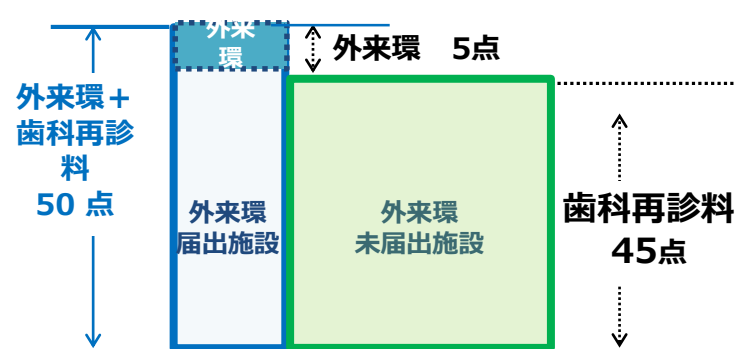 外来
環
外来環　5点
外来環＋
歯科再診
料
50 点
外来環
届出施設
外来環
未届出施設
歯科再診料
45点